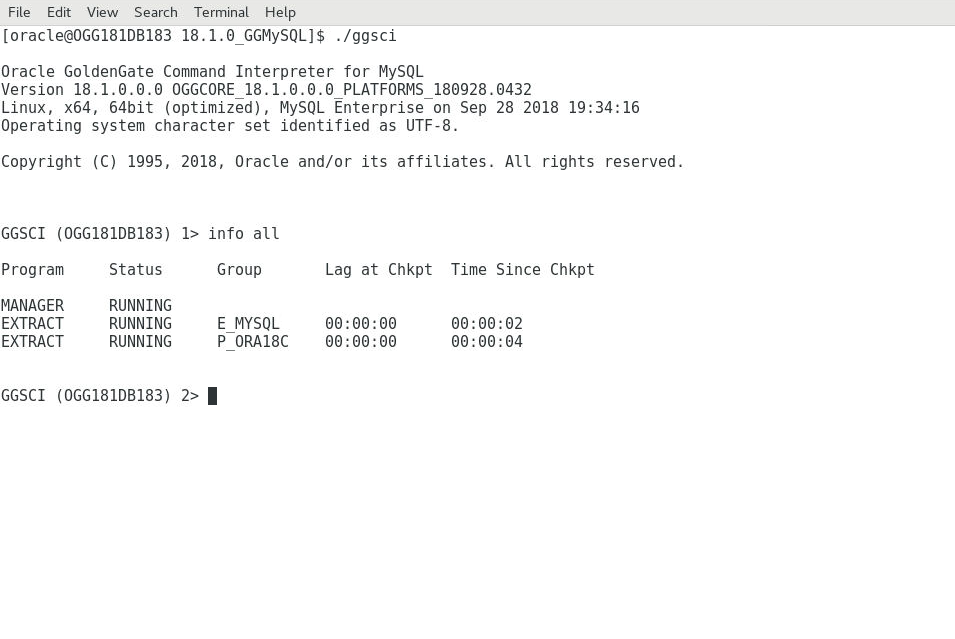 File Edit View Search Terminal Help
[oracle@OGG181DB183 18.1.0_GGMySQL]$ ./ggsci
Oracle GoldenGate Command Interpreter for MySQL
Version 18.1.0.0.0 OGGCORE_18.1.0.0.0_PLATFORMS_180928.0432
Linux, x64, 64bit (optimized), MySQL Enterprise on Sep 28 2018 19:34:16
Operating system character set identified as UTF-8.
Copyright (C) 1995, 2018, Oracle and/or its affiliates. All rights reserved.
GGSCI (OGG181DB183) 1> info all
Program     Status      Group       Lag at Chkpt  Time Since Chkpt
MANAGER     RUNNING
EXTRACT     RUNNING     E_MYSQL     00:00:00      00:00:02
EXTRACT     RUNNING     P_ORA18C    00:00:00      00:00:04
GGSCI (OGG181DB183) 2>